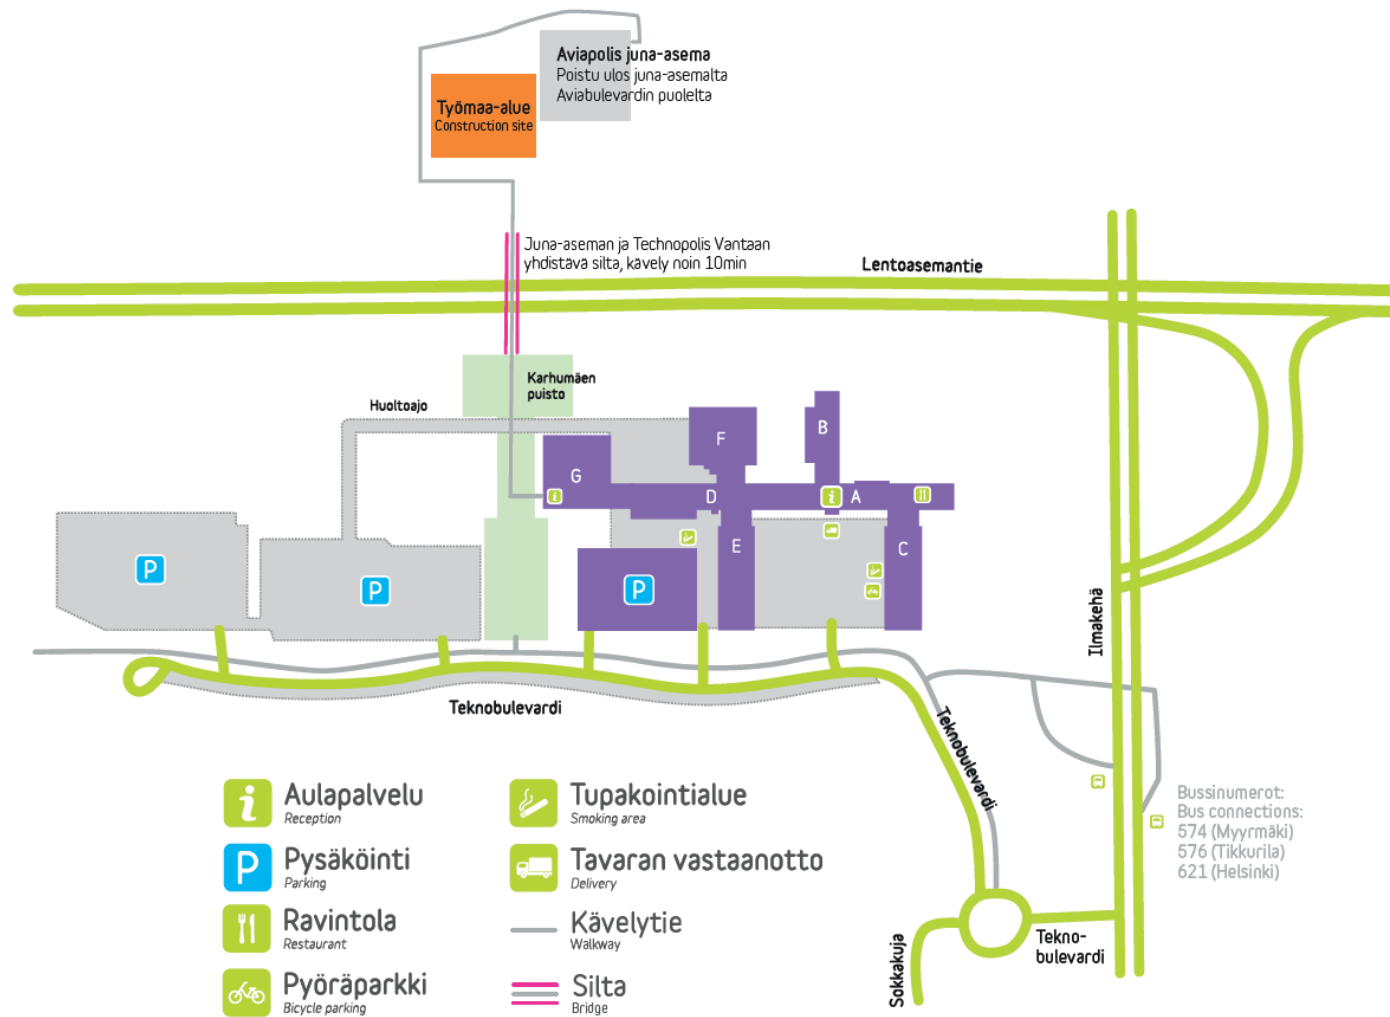 Aviapolis juna-asema
Poistu ulos juna-asemalta
Aviabulevardin puolelta
Työmaa-alue
Construction site
Juna-aseman ja Technopolis Vantaan
yhdistävä silta, kävely noin 10min
Lentoasemantie
Karhumäen
puisto
Huoltoajo
F
B
G
i
D
i
A
E
C
P
P
P
Ilmakehä
Teknobulevardi
Teknobulevardi
Bussinumerot:
Bus connections:
574 (Myyrmäki)
576 (Tikkurila)
621 (Helsinki)
Tekno-
bulevardi
Sokkakuja
i
Aulapalvelu
Reception
P
Pysäköinti
Parking
Ravintola
Restaurant
Pyöräparkki
Bicycle parking
Tupakointialue
Smoking area
Tavaran vastaanotto
Delivery
Kävelytie
Walkway
Silta
Bridge